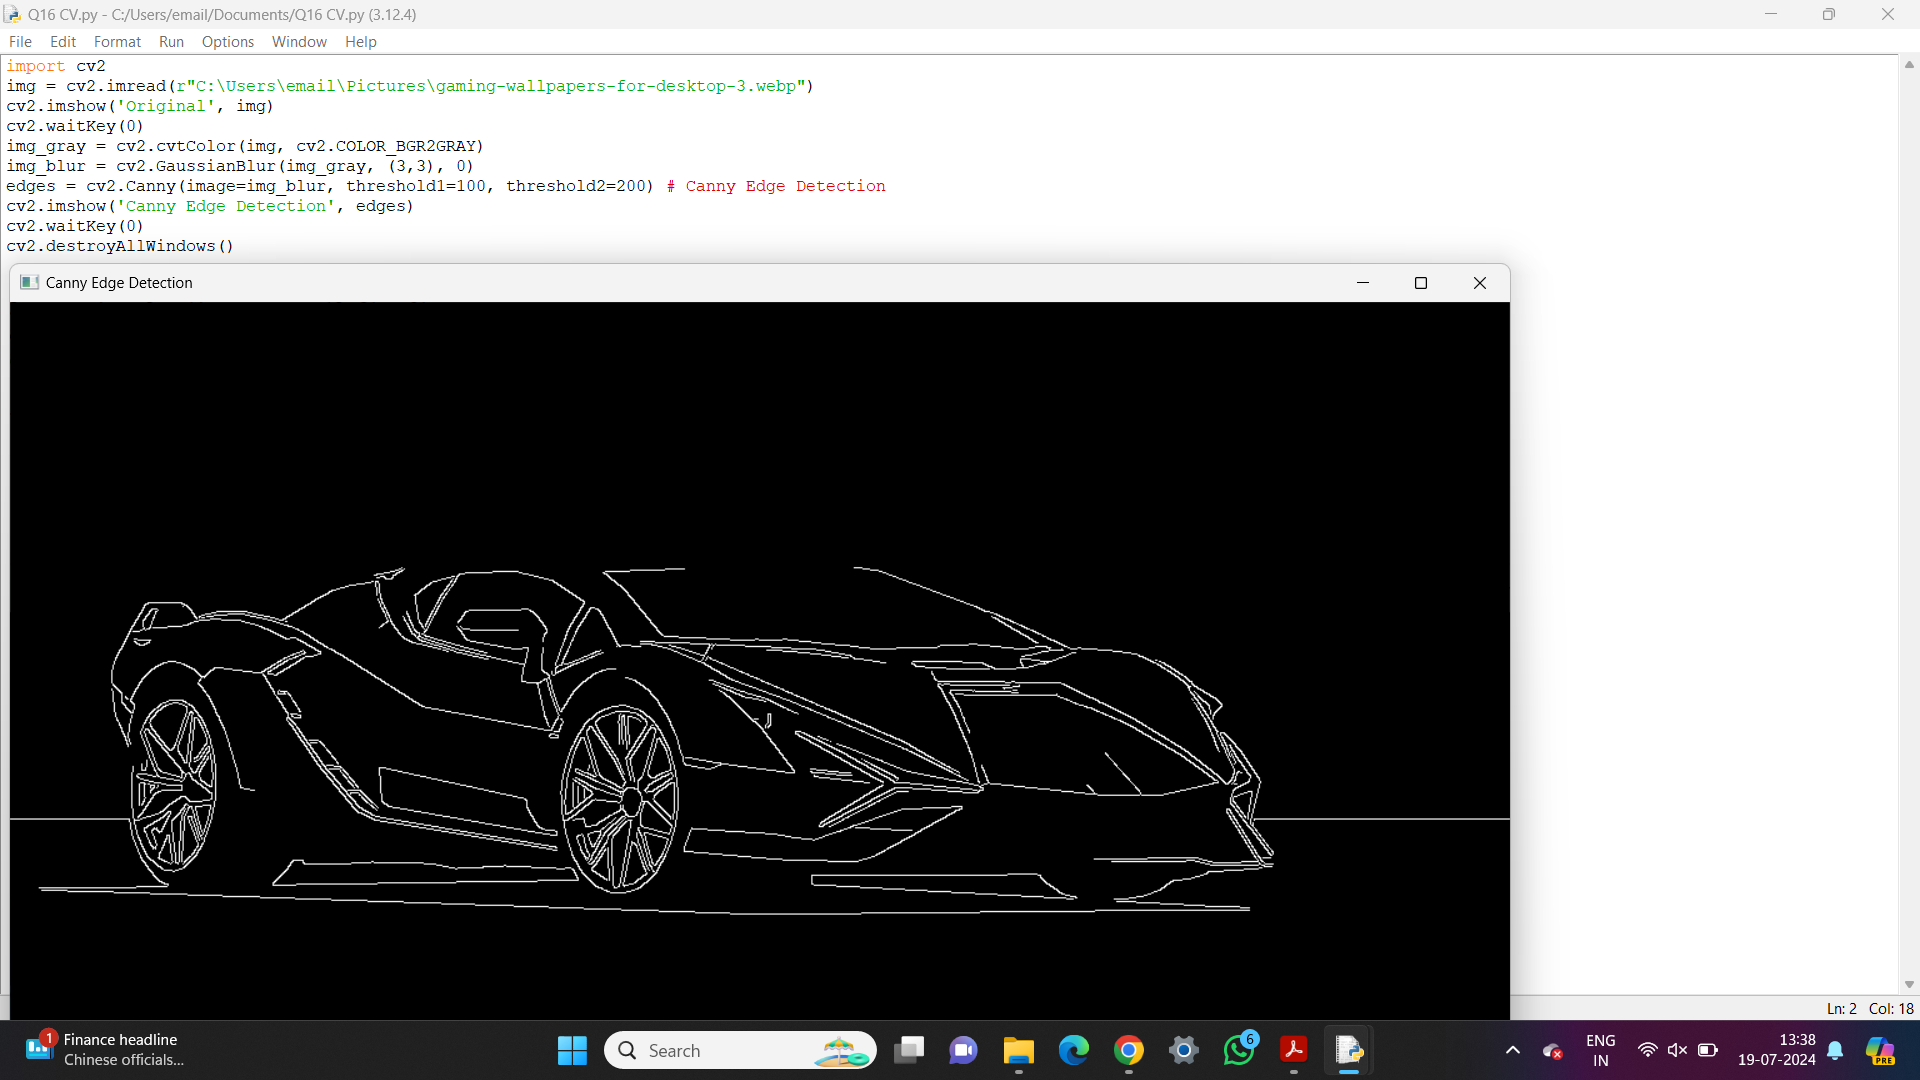 Q16 CV.py - C:/Users/email/Documents/Q16 CV.py (3.12.4)
File Edit Format Run Options Window Help
import cv2
img = cv2.imread(r"C:\Users\email\Pictures\gaming-wallpapers-for-desktop-3.webp")
cv2.imshow('Original', img)
cv2.waitKey(0)
img_gray = cv2.cvtColor(img, cv2.COLOR_BGR2GRAY)
img_blur = cv2.GaussianBlur(img_gray, (3,3), 0)
edges = cv2.Canny(image=img_blur, threshold1=100, threshold2=200) # Canny Edge Detection
cv2.imshow('Canny Edge Detection', edges)
cv2.waitKey(0)
cv2.destroyAllWindows()
Canny Edge Detection
Ln: 2 Col: 18
1
Finance headline
Chinese officials...
Search
6
ENG
IN
13:38
19-07-2024
PRE